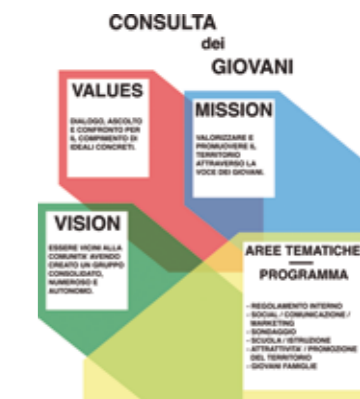 CONSULTA
dei
GIOVANI
VALUES
DIALOGO, ASCOLTO
E CONFRONTO PER
IL COMPIMENTO DI
IDEALI CONCRETI.
MISSION
VALORIZZARE E
PROMUOVERE IL
TERRITORIO
ATTRAVERSO LA
VOCE DEI GIOVANI.
VISION
ESSERE VICINI ALLA
COMUNITA' AVENDO
CREATO UN GRUPPO
CONSOLIDATO,
NUMEROSO E
AUTONOMO.
AREE TEMATICHE
PROGRAMMA
- REGOLAMENTO INTERNO
- SOCIAL / COMUNICAZIONE /
MARKETING
- SONDAGGIO
- SCUOLA / ISTRUZIONE
- ATTRATTIVITA' / PROMOZIONE
DEL TERRITORIO
- GIOVANI FAMIGLIE